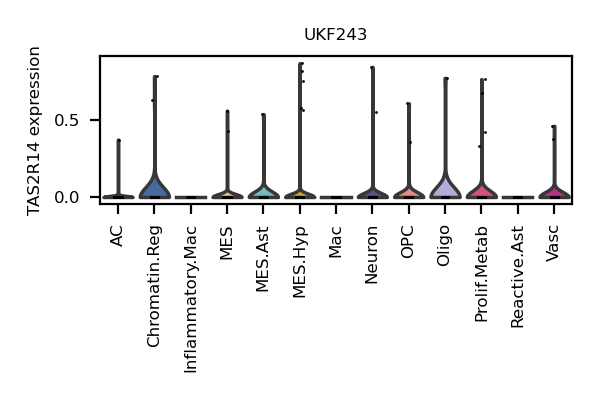 UKF243
TAS2R14 expression
0.5
0.0
AC
Chromatin.Reg
Inflammatory.Mac
MES
MES.Ast
MES.Hyp
Mac
Neuron
OPC
Oligo
Prolif.Metab
Reactive.Ast
Vasc